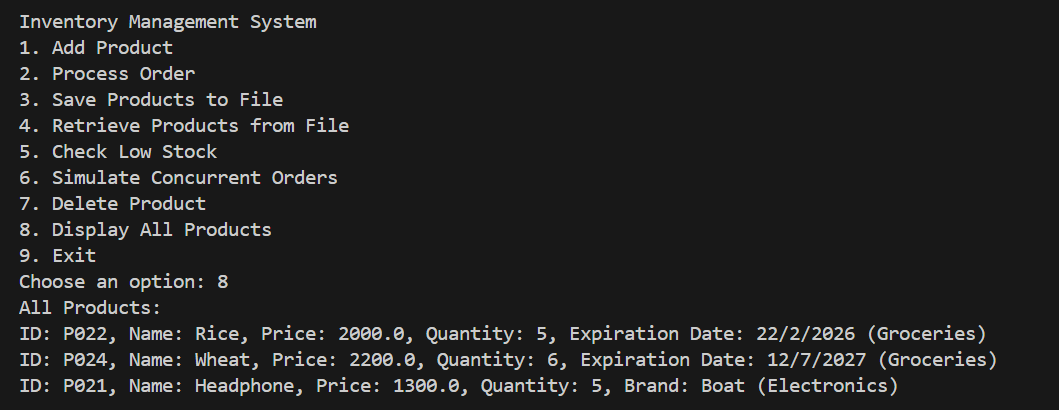 Inventory Management System
1. Add Product
2. Process Order
3. Save Products to File
4. Retrieve Products from File
5. Check Low Stock
6. Simulate Concurrent Orders
7. Delete Product
8. Display All Products
9. Exit
Choose an option: 8
All Products:
ID: P022, Name: Rice, Price: 2000.0, Quantity: 5, Expiration Date: 22/2/2026 (Groceries)
ID: P024, Name: Wheat, Price: 2200.0, Quantity: 6, Expiration Date: 12/7/2027 (Groceries)
ID: P021, Name: Headphone, Price: 1300.0, Quantity: 5, Brand: Boat (Electronics)